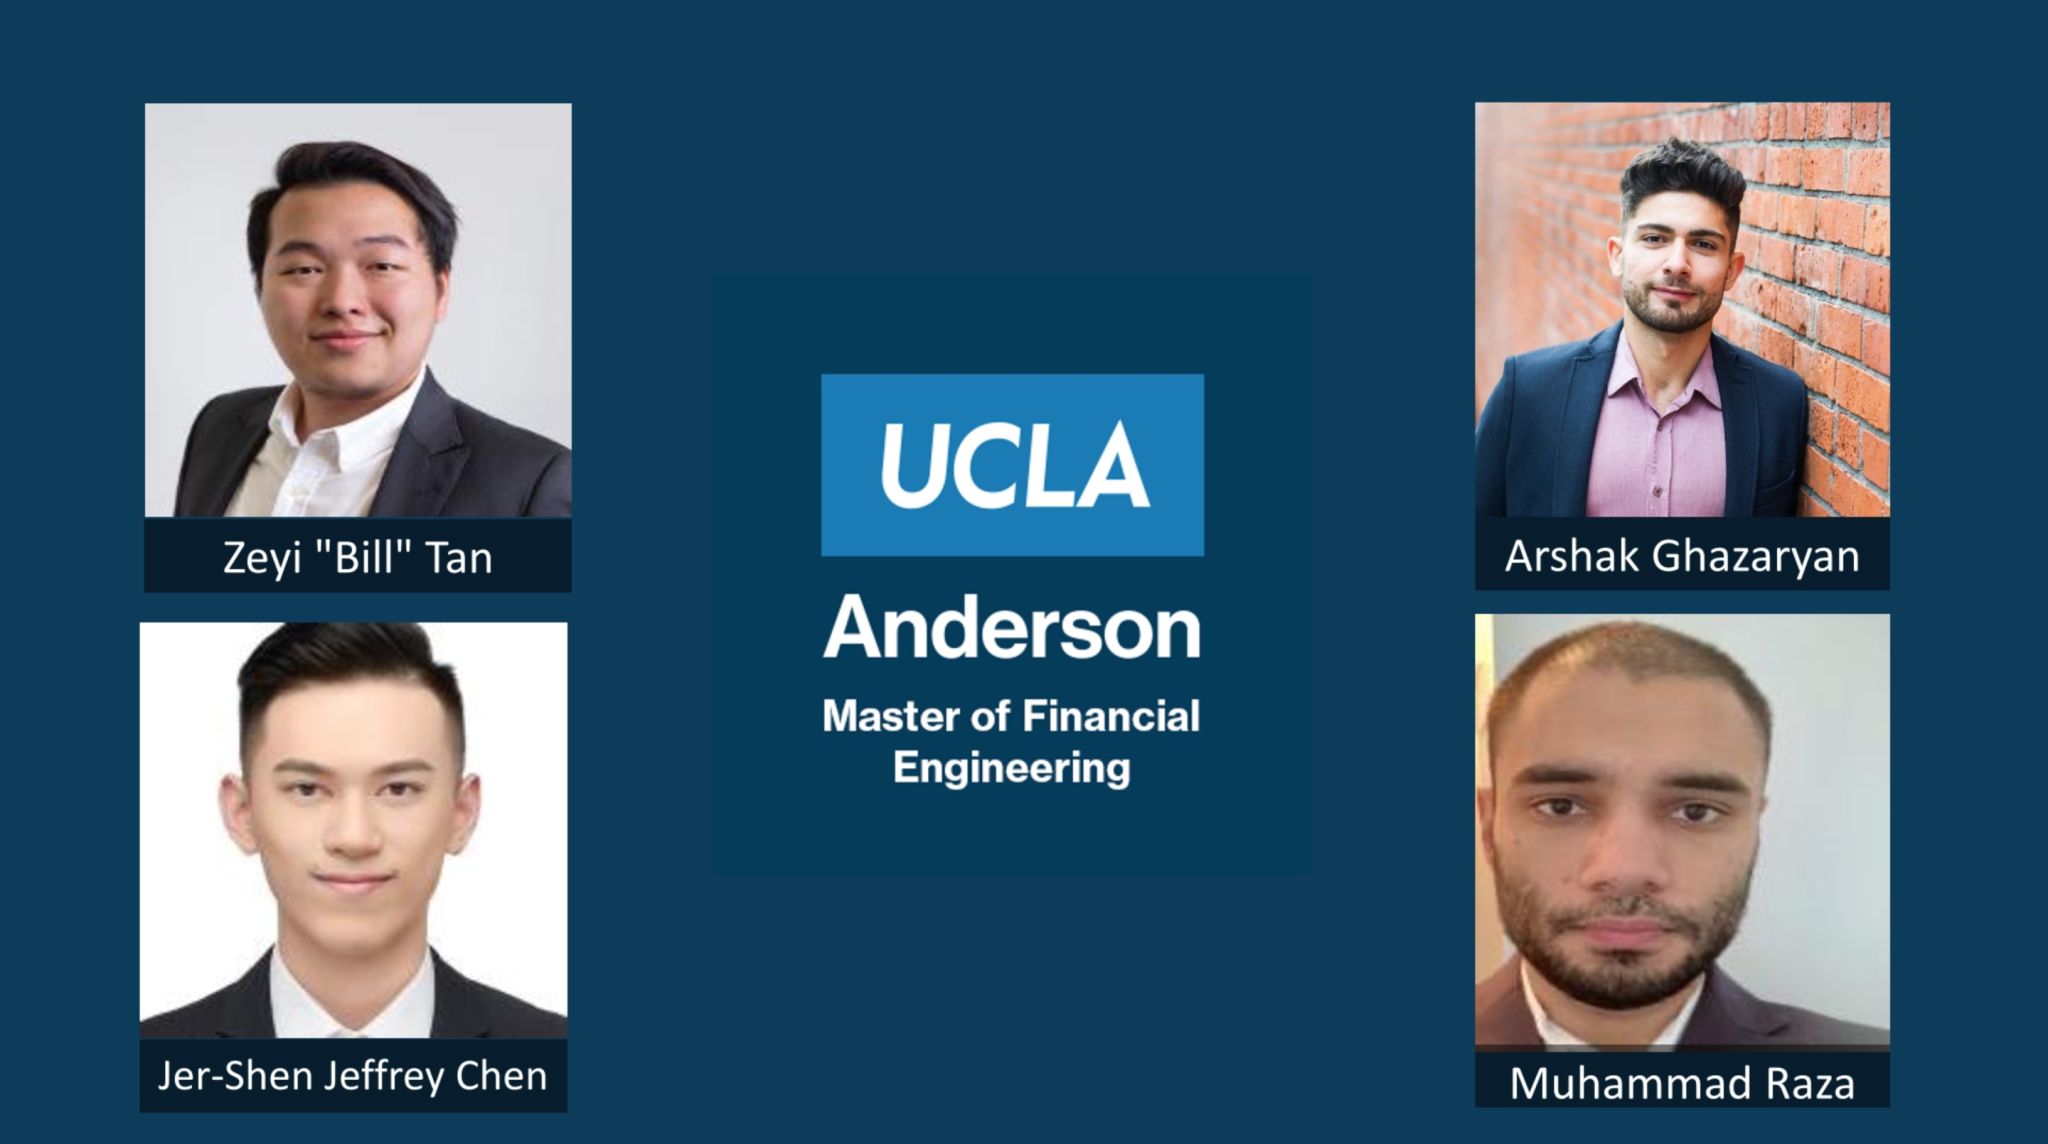 Zeyi "Bill" Tan
Jer-Shen Jeffrey Chen
UCLA
Anderson
Master of Financial
Engineering
Arshak Ghazaryan
Muhammad Raza